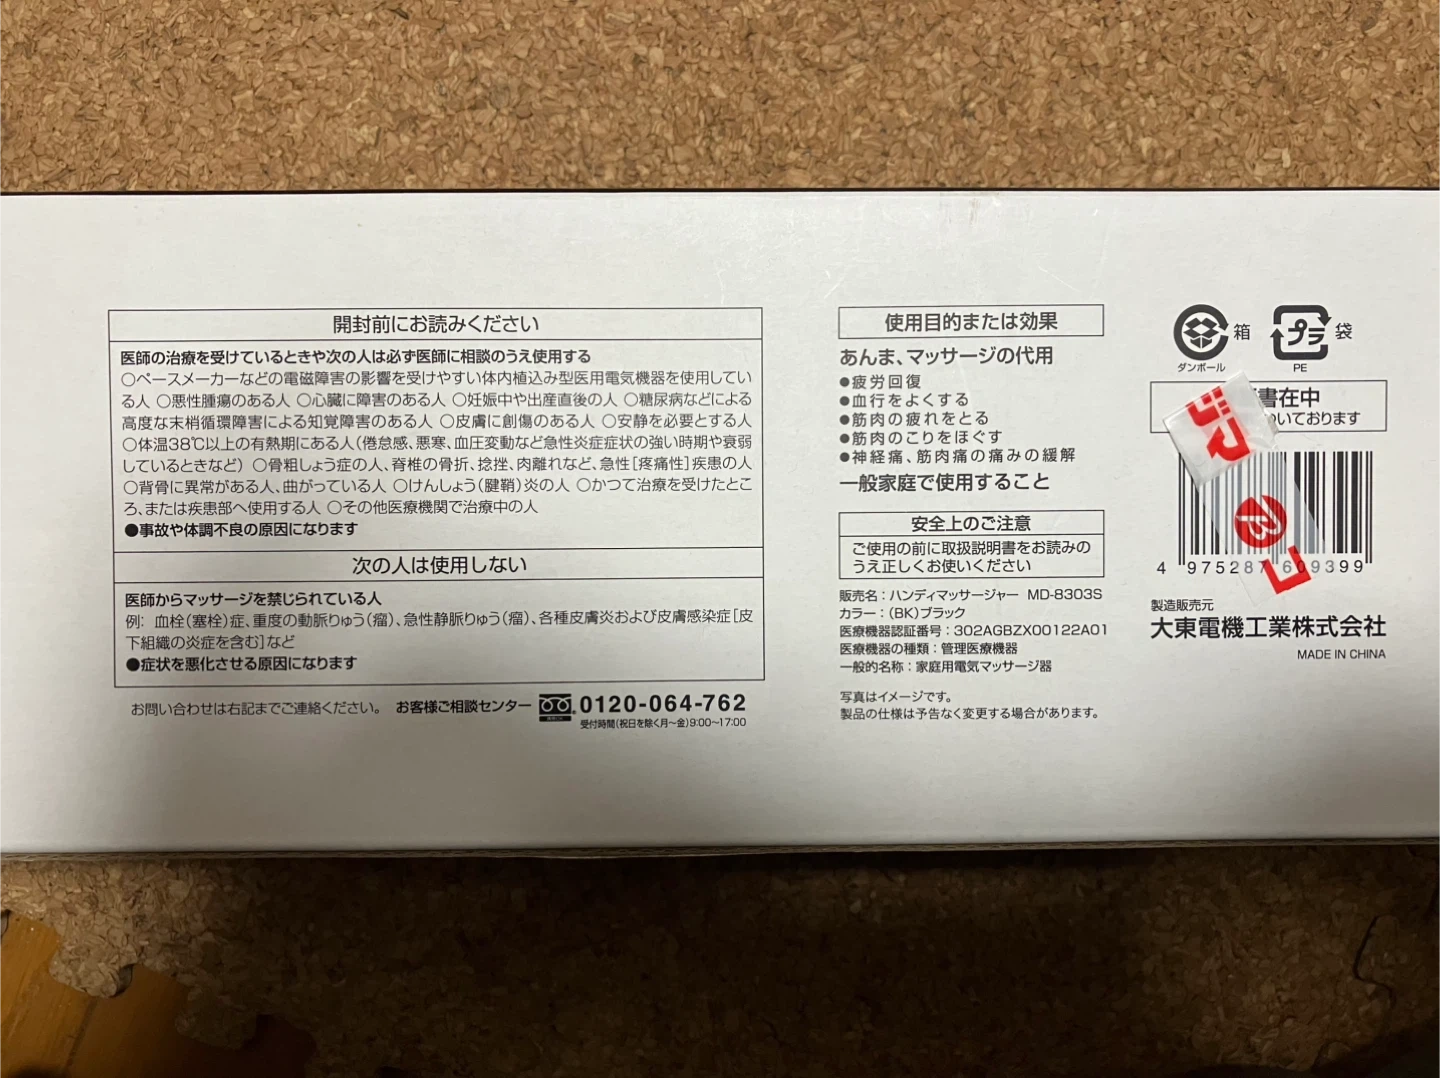 開封前にお読みください
医師の治療を受けているときや次の人は必ず医師に相談のうえ使用する
○ペースメーカーなどの電磁障害の影響を受けやすい体内植込み型医用電気機器を使用してい
る人 ○悪性腫瘍のある人 ○心臓に障害のある人 ○妊娠中や出産直後の人 ○糖尿病などによる
高度な末梢循環障害による知覚障害のある人 ○皮膚に創傷のある人 ○安静を必要とする人
○体温38℃以上の有熱期にある人(倦怠感、悪寒、血圧変動など急性炎症症状の強い時期や衰弱
しているときなど) ○骨粗しょう症の人、脊椎の骨折、捻挫、肉離れなど、急性[疼痛性]疾患の人
○背骨に異常がある人、曲がっている人 ○けんしょう(腱鞘)炎の人 ○かつて治療を受けたとこ
ろ、または疾患部へ使用する人 ○その他医療機関で治療中の人
●事故や体調不良の原因になります
次の人は使用しない
医師からマッサージを禁じられている人
例: 血栓(塞栓)症、重度の動脈りゅう(瘤)、急性静脈りゅう(瘤)、各種皮膚炎および皮膚感染症[皮
下組織の炎症を含む]など
●症状を悪化させる原因になります
お問い合わせは右記までご連絡ください。 お客様ご相談センター 0120-064-762
受付時間(祝日を除く月～金)9:00～17:00
使用目的または効果
あんま、マッサージの代用
●疲労回復
●血行をよくする
●筋肉の疲れをとる
●筋肉のこりをほぐす
●神経痛、筋肉痛の痛みの緩解
一般家庭で使用すること
安全上のご注意
ご使用の前に取扱説明書をお読みの
うえ正しくお使いください
販売名:ハンディマッサージャー MD-8303S
カラー:(BK)ブラック
医療機器認証番号:302AGBZX00122A01
医療機器の種類:管理医療機器
一般的名称:家庭用電気マッサージ器
写真はイメージです。
製品の仕様は予告なく変更する場合があります。
箱 プラ 袋
ダンボール PE
書在中
ついております
ジマ
4 975287 609399
製造販売元
大東電機工業株式会社
MADE IN CHINA